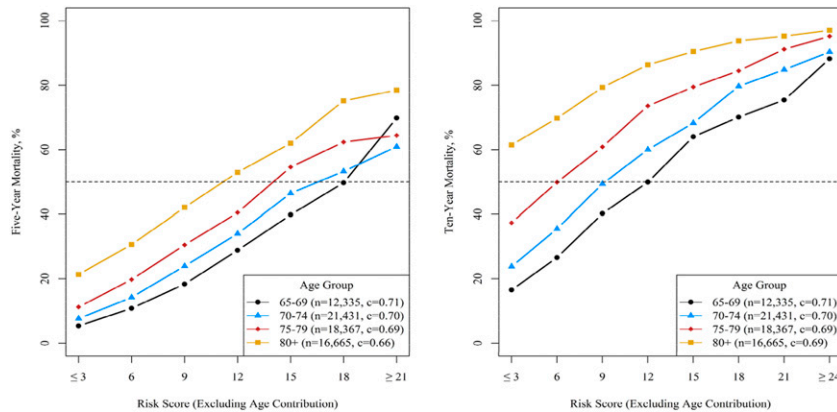 100
80
60
40
20
0
Five-Year Mortality, %
Age Group
65-69 (n=12,335, c=0.71)
70-74 (n=21,431, c=0.70)
75-79 (n=18,367, c=0.69)
80+ (n=16,665, c=0.66)
≤ 3 6 9 12 15 18 ≥ 21
Risk Score (Excluding Age Contribution)
100
80
60
40
20
0
Ten-Year Mortality, %
Age Group
65-69 (n=12,335, c=0.71)
70-74 (n=21,431, c=0.70)
75-79 (n=18,367, c=0.69)
80+ (n=16,665, c=0.69)
≤ 3 6 9 12 15 18 21 ≥ 24
Risk Score (Excluding Age Contribution)